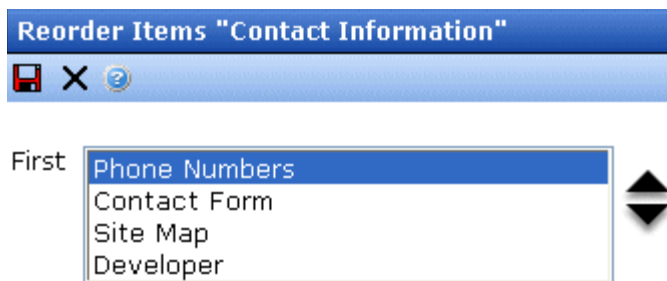 Reorder Items "Contact Information"
First
Phone Numbers
Contact Form
Site Map
Developer